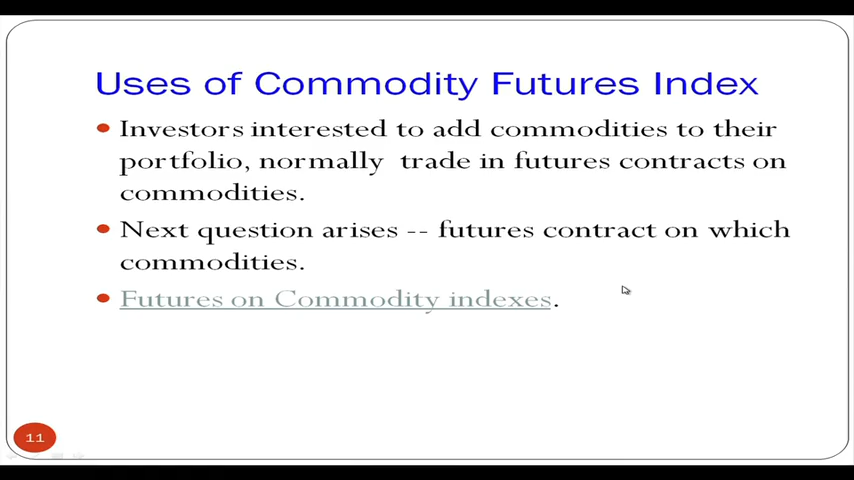 Uses of Commodity Futures Index
Investors interested to add commodities to their
portfolio, normally trade in futures contracts on
commodities.
Next question arises -- futures contract on which
commodities.
Futures on Commodity indexes.
11